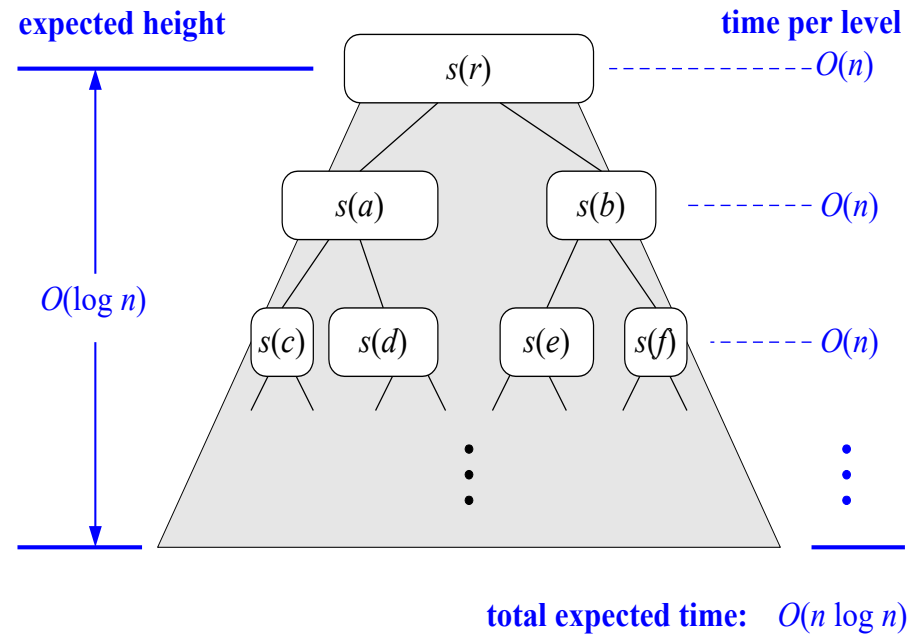 expected height
time per level
s(r)
O(n)
s(a)
s(b)
O(n)
O(log n)
s(c)
s(d)
s(e)
s(f)
O(n)
total expected time: O(n log n)